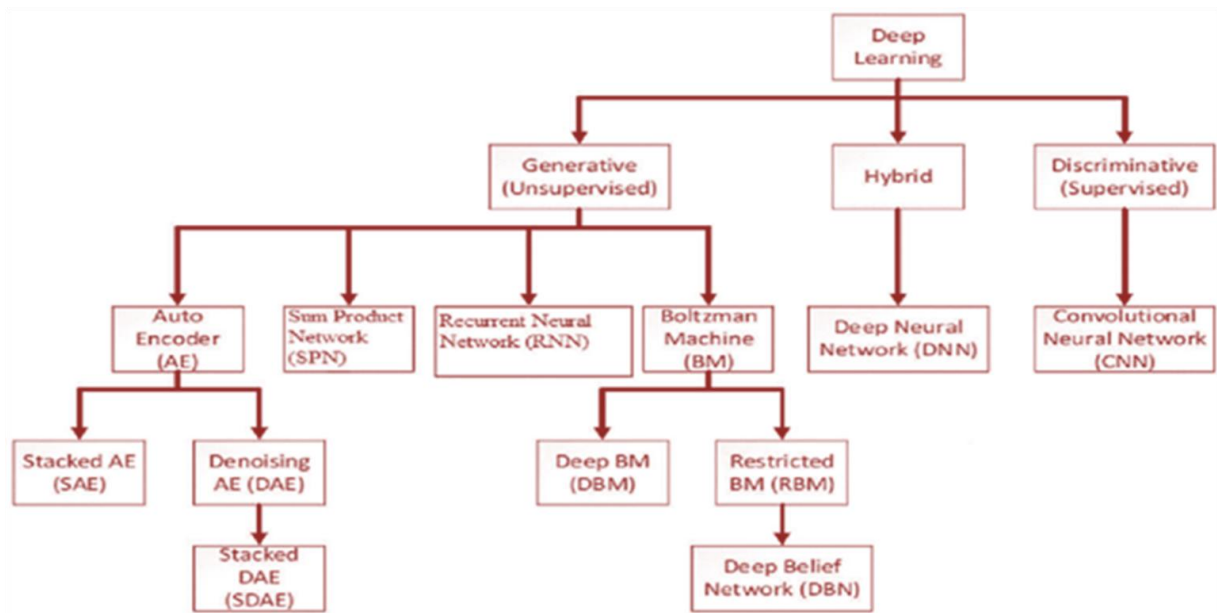 Deep
Learning
Generative
(Unsupervised)
Hybrid
Discriminative
(Supervised)
Auto
Encoder
(AE)
Sum Product
Network
(SPN)
Recurrent Neural
Network (RNN)
Boltzman
Machine
(BM)
Deep Neural
Network (DNN)
Convolutional
Neural Network
(CNN)
Stacked AE
(SAE)
Denoising
AE (DAE)
Deep BM
(DBM)
Restricted
BM (RBM)
Stacked
DAE
(SDAE)
Deep Belief
Network (DBN)